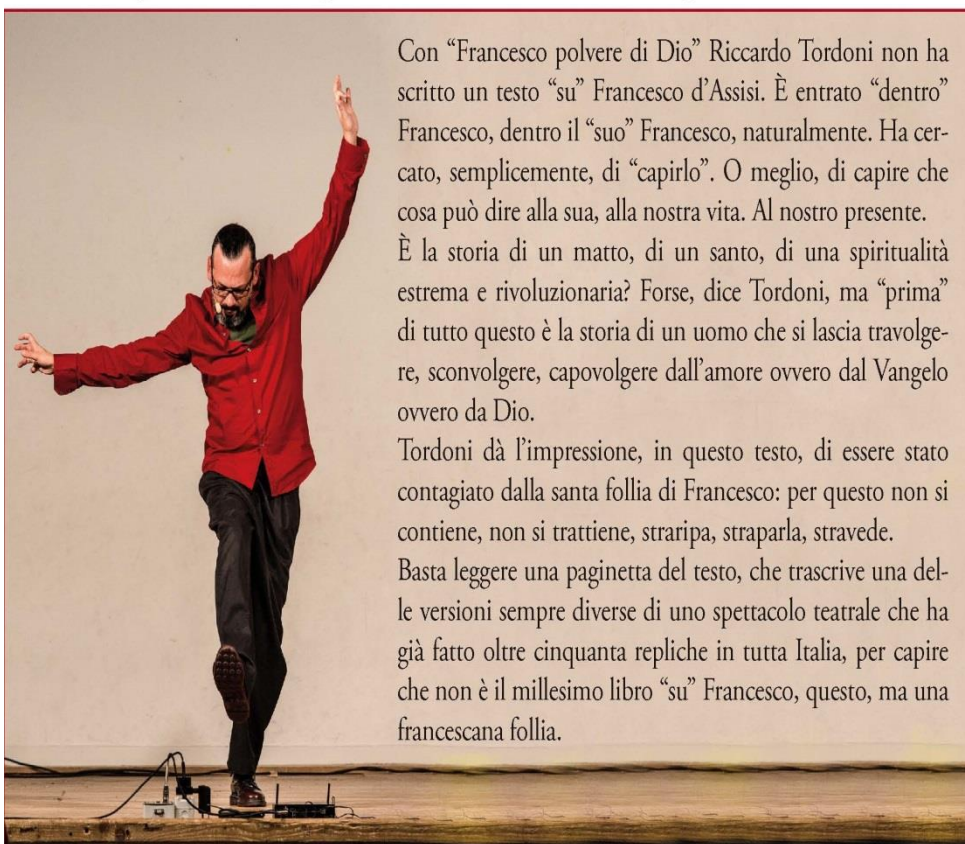 Con “Francesco polvere di Dio” Riccardo Tordoni non ha
scritto un testo “su” Francesco d’Assisi. È entrato “dentro”
Francesco, dentro il “suo” Francesco, naturalmente. Ha cer-
cato, semplicemente, di “capirlo”. O meglio, di capire che
cosa può dire alla sua, alla nostra vita. Al nostro presente.
È la storia di un matto, di un santo, di una spiritualità
estrema e rivoluzionaria? Forse, dice Tordoni, ma “prima”
di tutto questo è la storia di un uomo che si lascia travolge-
re, sconvolgere, capovolgere dall’amore ovvero dal Vangelo
ovvero da Dio.
Tordoni dà l’impressione, in questo testo, di essere stato
contagiato dalla santa follia di Francesco: per questo non si
contiene, non si trattiene, straripa, straparla, stravede.
Basta leggere una paginetta del testo, che trascrive una del-
le versioni sempre diverse di uno spettacolo teatrale che ha
già fatto oltre cinquanta repliche in tutta Italia, per capire
che non è il millesimo libro “su” Francesco, questo, ma una
francescana follia.